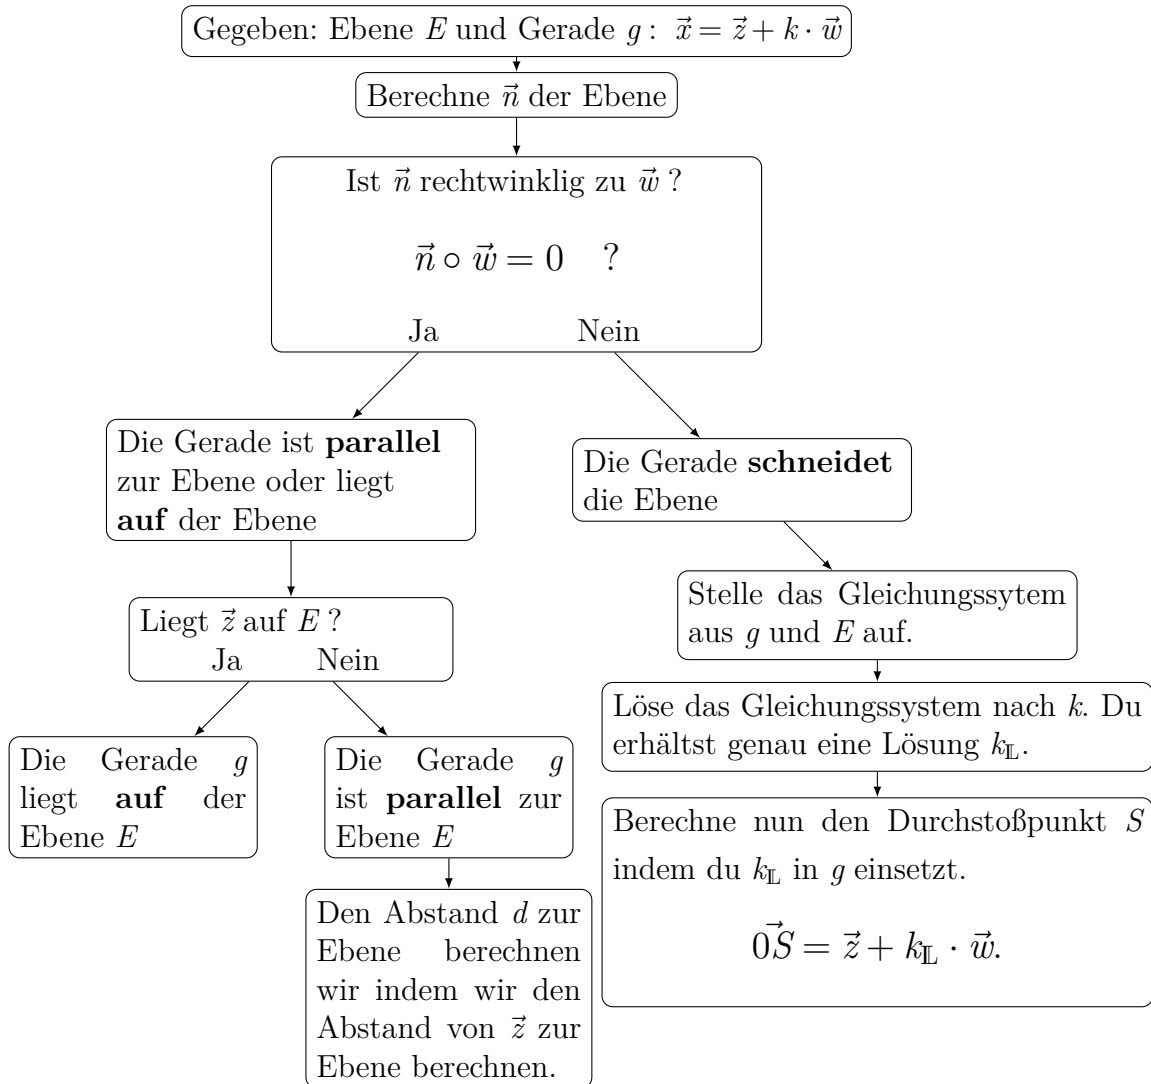 Gegeben: Ebene E und Gerade g : x⃗ = z⃗ + k · w⃗
Berechne n⃗ der Ebene
Ist n⃗ rechtwinklig zu w⃗ ?
n⃗ ∘ w⃗ = 0 ?
Ja Nein
Die Gerade ist parallel
zur Ebene oder liegt
auf der Ebene
Die Gerade schneidet
die Ebene
Liegt z⃗ auf E ?
Ja Nein
Die Gerade g
liegt auf der
Ebene E
Die Gerade g
ist parallel zur
Ebene E
Den Abstand d zur
Ebene berechnen
wir indem wir den
Abstand von z⃗ zur
Ebene berechnen.
Stelle das Gleichungssytem
aus g und E auf.
Löse das Gleichungssystem nach k. Du
erhältst genau eine Lösung k_𝕃.
Berechne nun den Durchstoßpunkt S
indem du k_𝕃 in g einsetzt.
0S⃗ = z⃗ + k_𝕃 · w⃗.